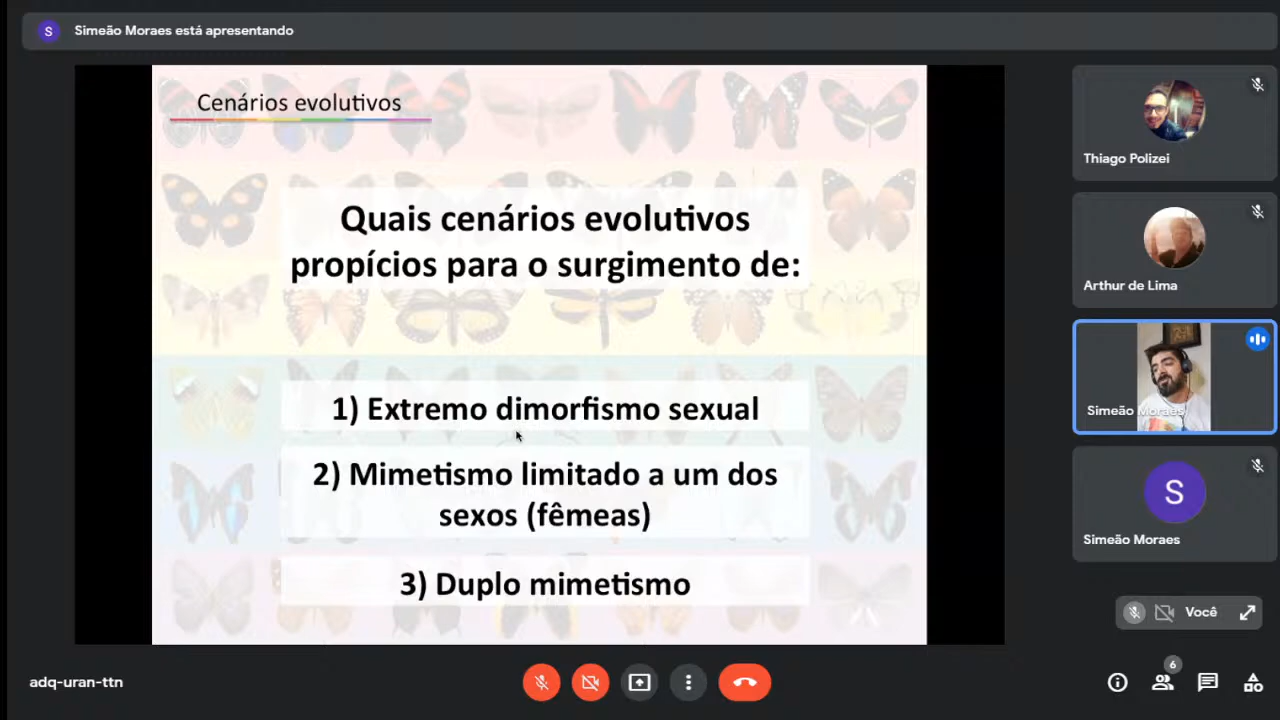 S
Simeão Moraes está apresentando
Cenários evolutivos
Quais cenários evolutivos
propícios para o surgimento de:
1) Extremo dimorfismo sexual
2) Mimetismo limitado a um dos
sexos (fêmeas)
3) Duplo mimetismo
Thiago Polizei
Arthur de Lima
Simeão Moraes
S
Simeão Moraes
Você
adq-uran-ttn
6